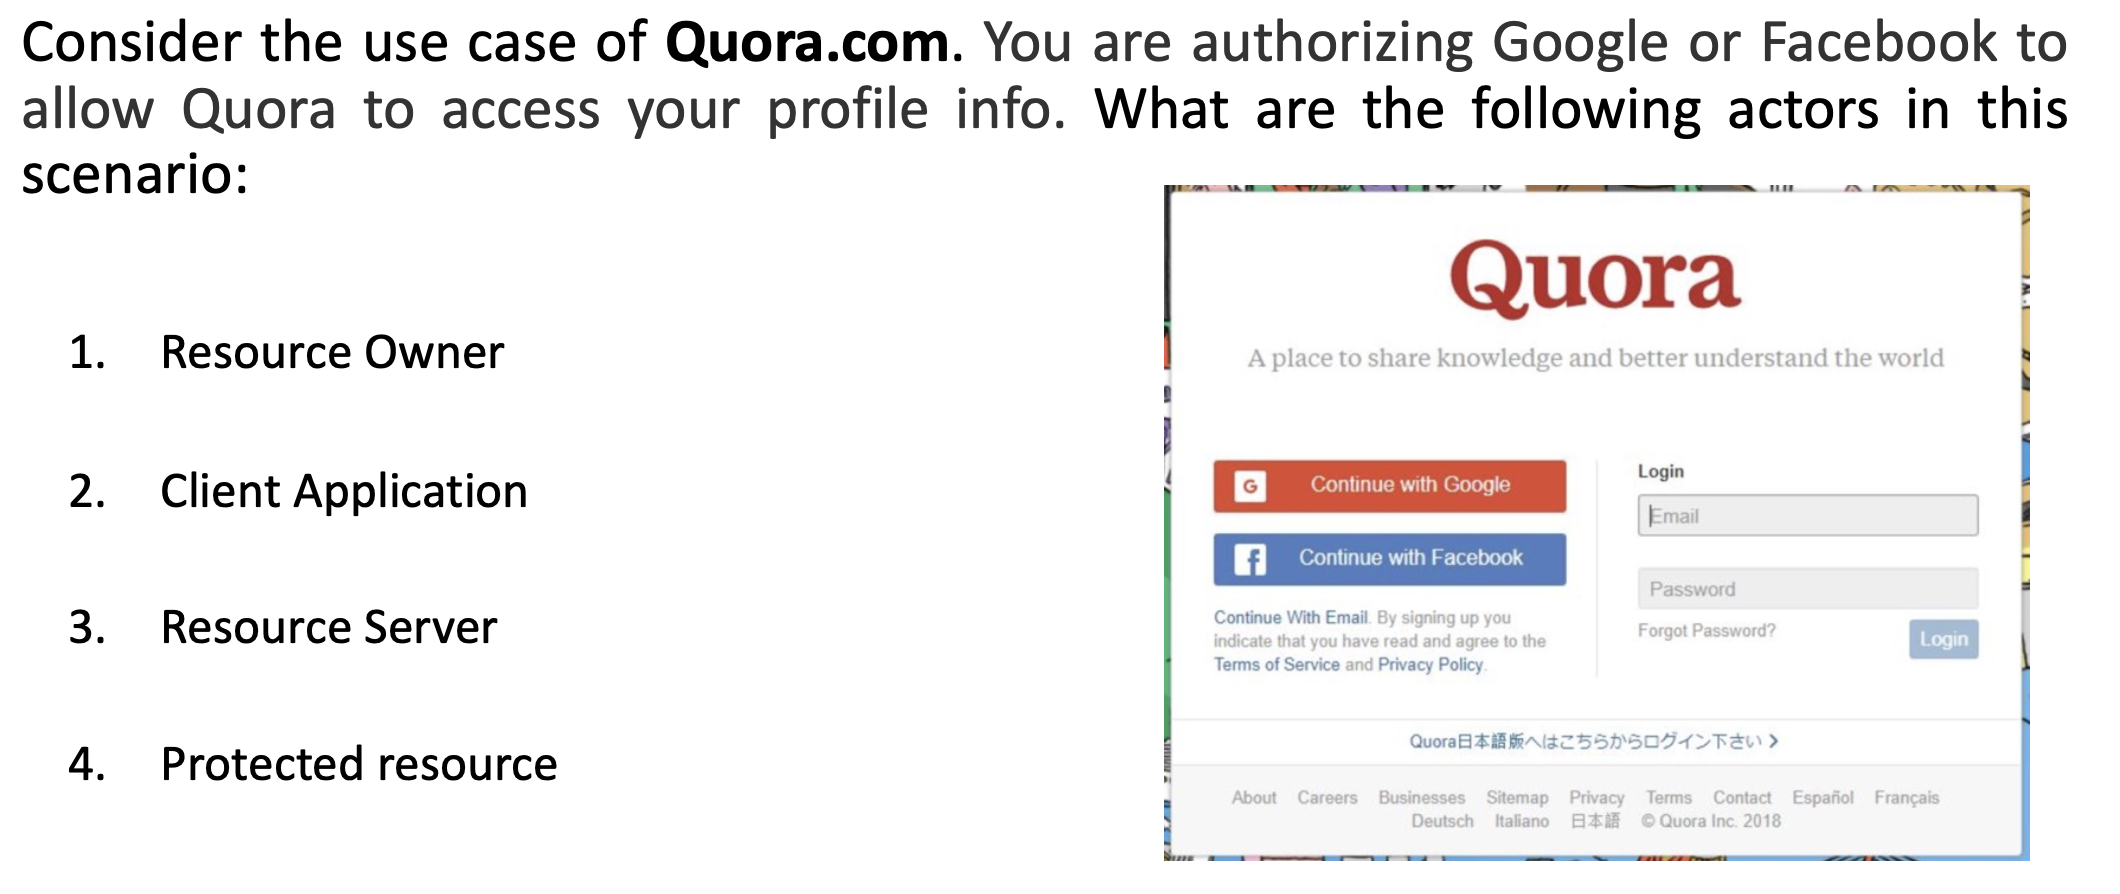 Consider the use case of Quora.com. You are authorizing Google or Facebook to
allow Quora to access your profile info. What are the following actors in this
scenario:
1. Resource Owner
2. Client Application
3. Resource Server
4. Protected resource
Quora
A place to share knowledge and better understand the world
G Continue with Google
f Continue with Facebook
Continue With Email. By signing up you
indicate that you have read and agree to the
Terms of Service and Privacy Policy.
Login
Email
Password
Forgot Password?
Login
Quora日本語版へはこちらからログイン下さい >
About Careers Businesses Sitemap Privacy Terms Contact Español Français
Deutsch Italiano 日本語 © Quora Inc. 2018